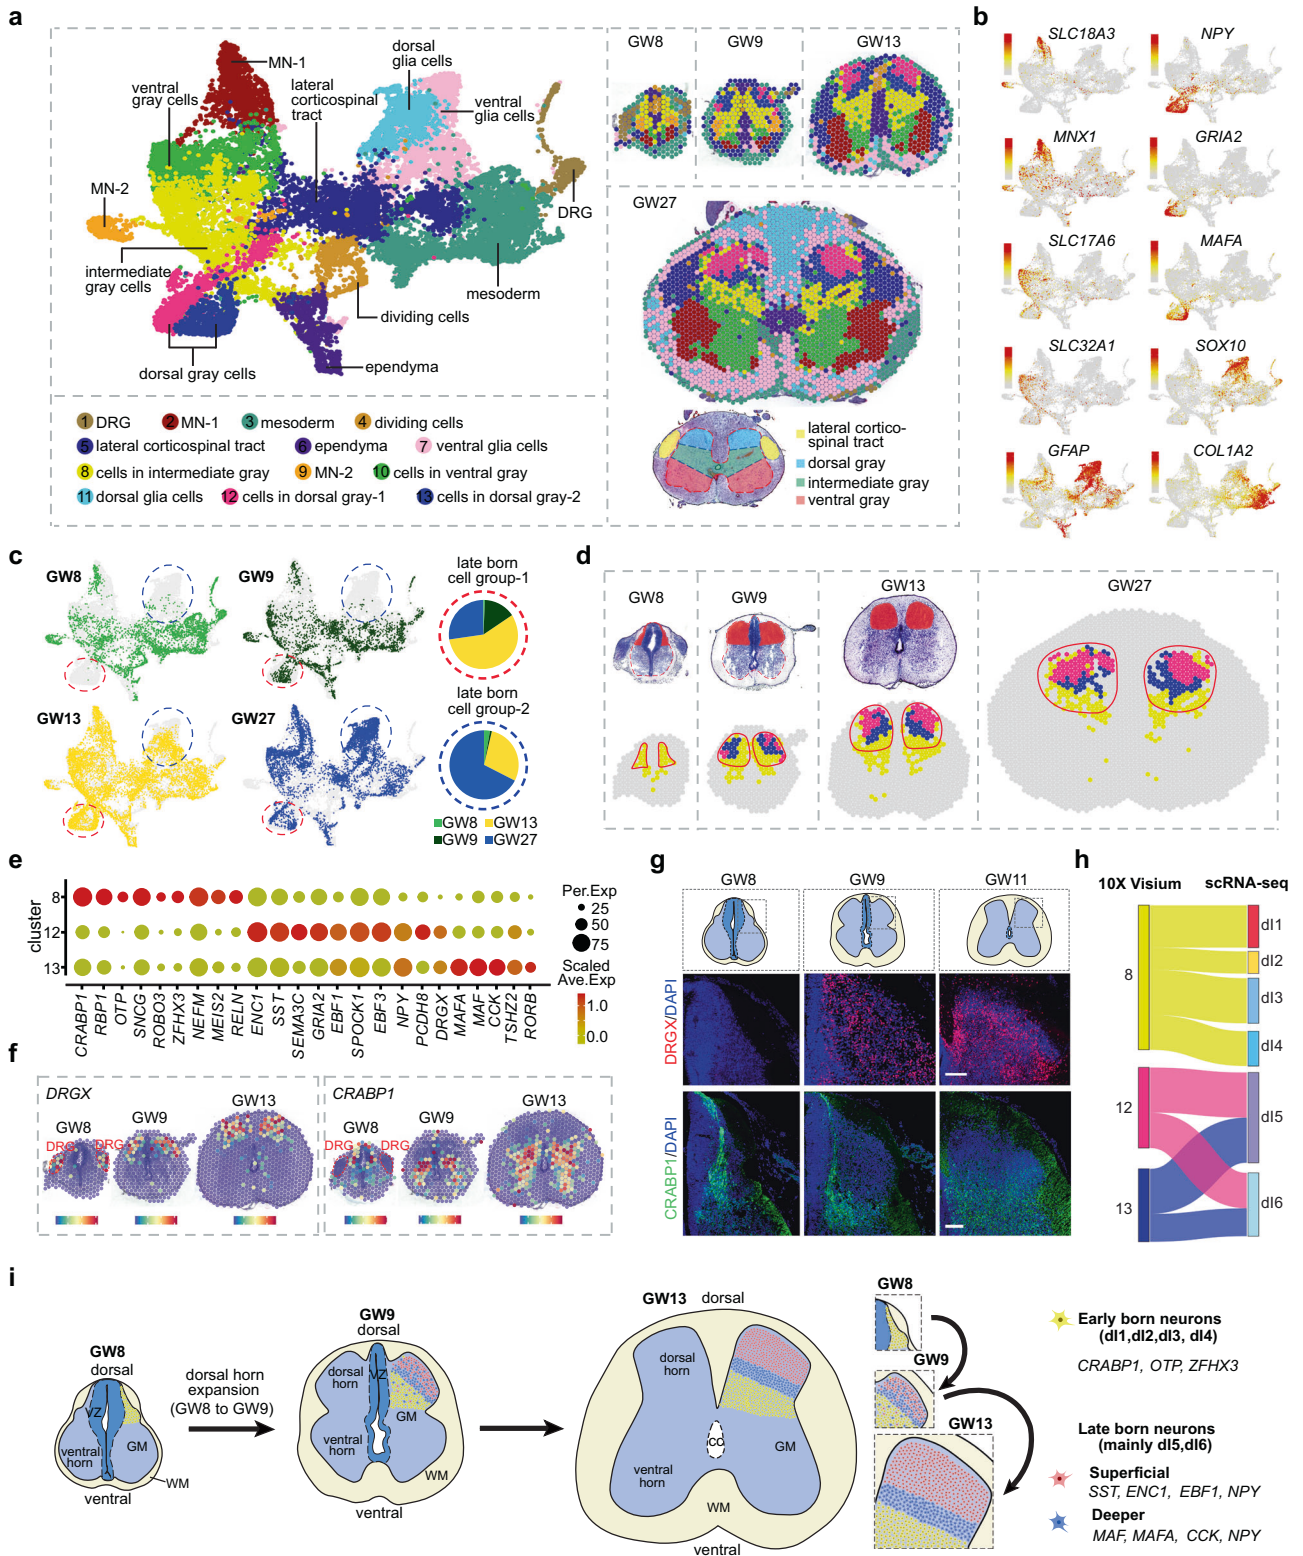 a
MN-1
ventral
gray cells
lateral
corticospinal
tract
dorsal
glia cells
ventral
glia cells
MN-2
DRG
intermediate
gray cells
mesoderm
dividing cells
dorsal gray cells
ependyma
1 DRG
2 MN-1
3 mesoderm
4 dividing cells
5 lateral corticospinal tract
6 ependyma
7 ventral glia cells
8 cells in intermediate gray
9 MN-2
10 cells in ventral gray
11 dorsal glia cells
12 cells in dorsal gray-1
13 cells in dorsal gray-2
GW8
GW9
GW13
GW27
lateral cortico-
spinal tract
dorsal gray
intermediate gray
ventral gray
b
SLC18A3
NPY
MNX1
GRIA2
SLC17A6
MAFA
SLC32A1
SOX10
GFAP
COL1A2
c
GW8
GW9
late born
cell group-1
GW13
GW27
late born
cell group-2
GW8
GW13
GW9
GW27
d
GW8
GW9
GW13
GW27
e
cluster
8
12
13
CRABP1
RBP1
OTP
SNCG
ROBO3
ZFHX3
NEFM
MEIS2
RELN
ENC1
SST
SEMA3C
GRIA2
EBF1
SPOCK1
EBF3
NPY
PCDH8
DRGX
MAFA
MAF
CCK
TSHZ2
RORB
Per.Exp
25
50
75
Scaled
Ave.Exp
1.0
0.0
f
DRGX
GW8
GW9
GW13
DRG
DRG
CRABP1
GW8
GW9
GW13
DRG
DRG
g
GW8
GW9
GW11
DRGX/DAPI
CRABP1/DAPI
h
10X Visium
scRNA-seq
8
12
13
dI1
dI2
dI3
dI4
dI5
dI6
i
GW8
dorsal
VZ
ventral
horn
GM
WM
ventral
dorsal horn
expansion
(GW8 to GW9)
GW9
dorsal
dorsal
horn
VZ
GM
ventral
horn
WM
ventral
GW13
dorsal
dorsal
horn
CC
GM
ventral
horn
WM
ventral
GW8
GW9
GW13
Early born neurons
(dI1,dI2,dI3, dI4)
CRABP1, OTP, ZFHX3
Late born neurons
(mainly dI5,dI6)
Superficial
SST, ENC1, EBF1, NPY
Deeper
MAF, MAFA, CCK, NPY